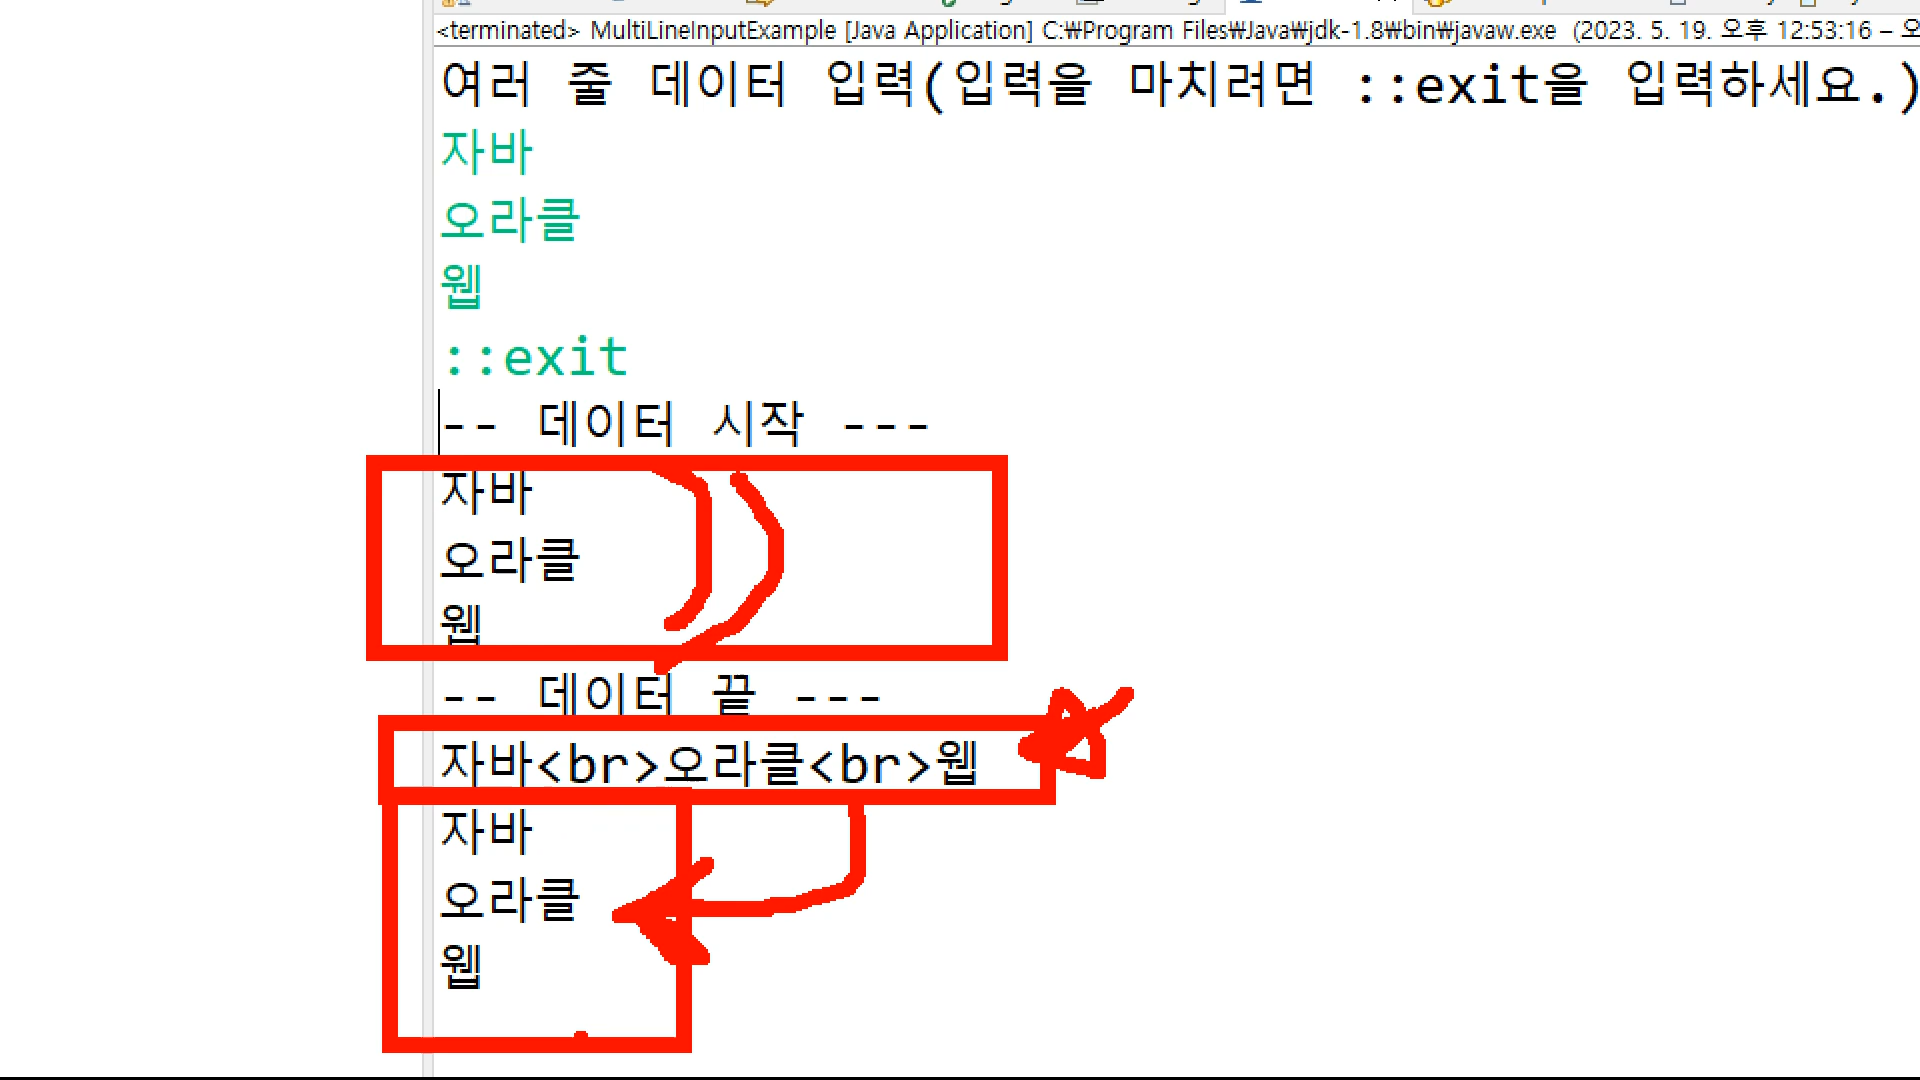 <terminated> MultiLineInputExample [Java Application] C:₩Program Files₩Java₩jdk-1.8₩bin₩javaw.exe (2023. 5. 19. 오후 12:53:16 – 오
여러 줄 데이터 입력(입력을 마치려면 ::exit을 입력하세요.)
자바
오라클
웹
::exit
-- 데이터 시작 ---
자바
오라클
웹
-- 데이터 끝 ---
자바<br>오라클<br>웹
자바
오라클
웹